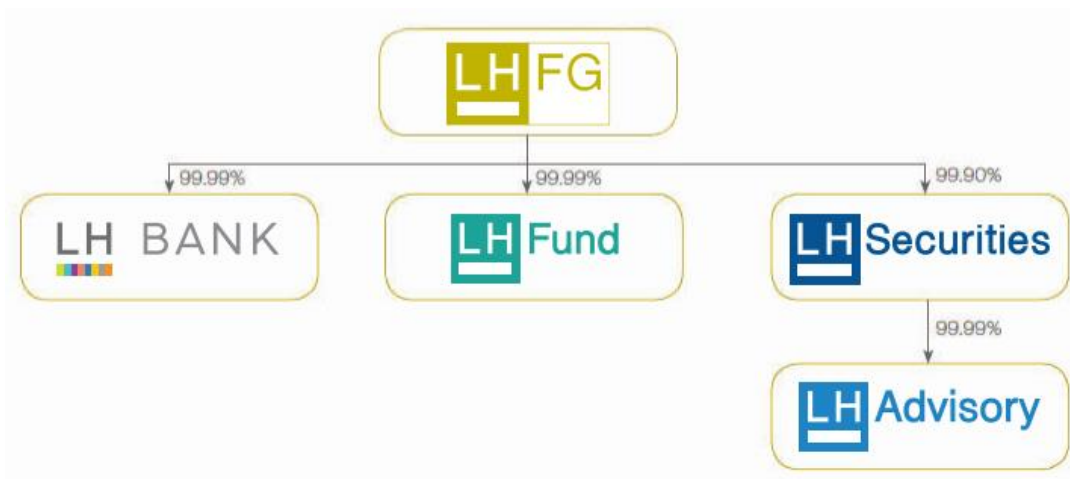 LH FG
99.99%
99.99%
99.90%
LH BANK
LH Fund
LH Securities
99.99%
LH Advisory